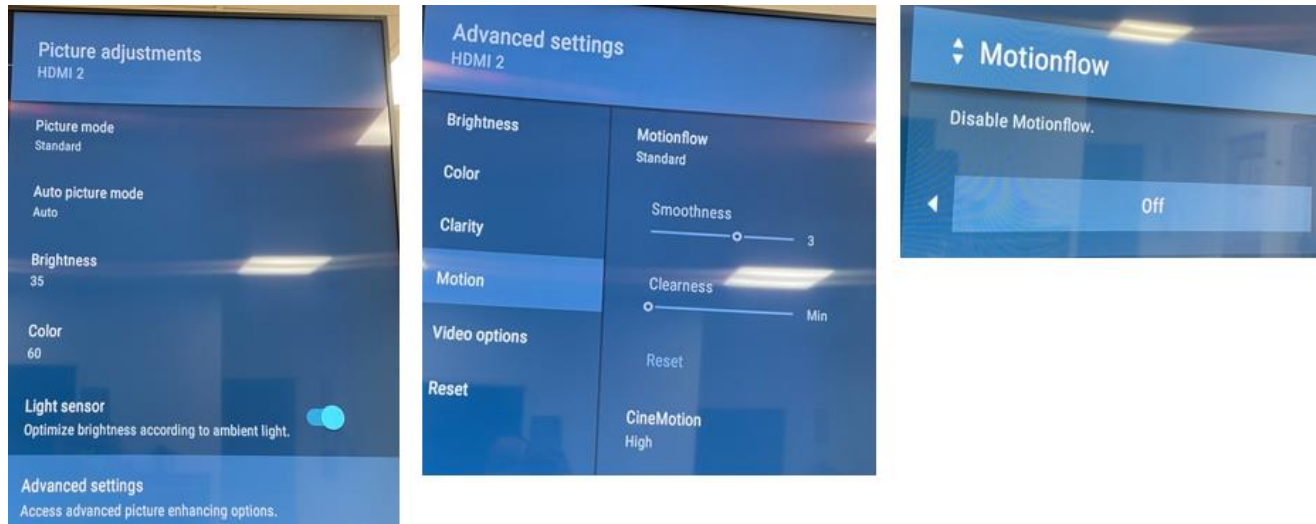 Picture adjustments
HDMI 2
Picture mode
Standard
Auto picture mode
Auto
Brightness
35
Color
60
Light sensor
Optimize brightness according to ambient light.
Advanced settings
Access advanced picture enhancing options.
Advanced settings
HDMI 2
Brightness
Color
Clarity
Motion
Video options
Reset
Motionflow
Standard
Smoothness
3
Clearness
Min
Reset
CineMotion
High
Motionflow
Disable Motionflow.
Off